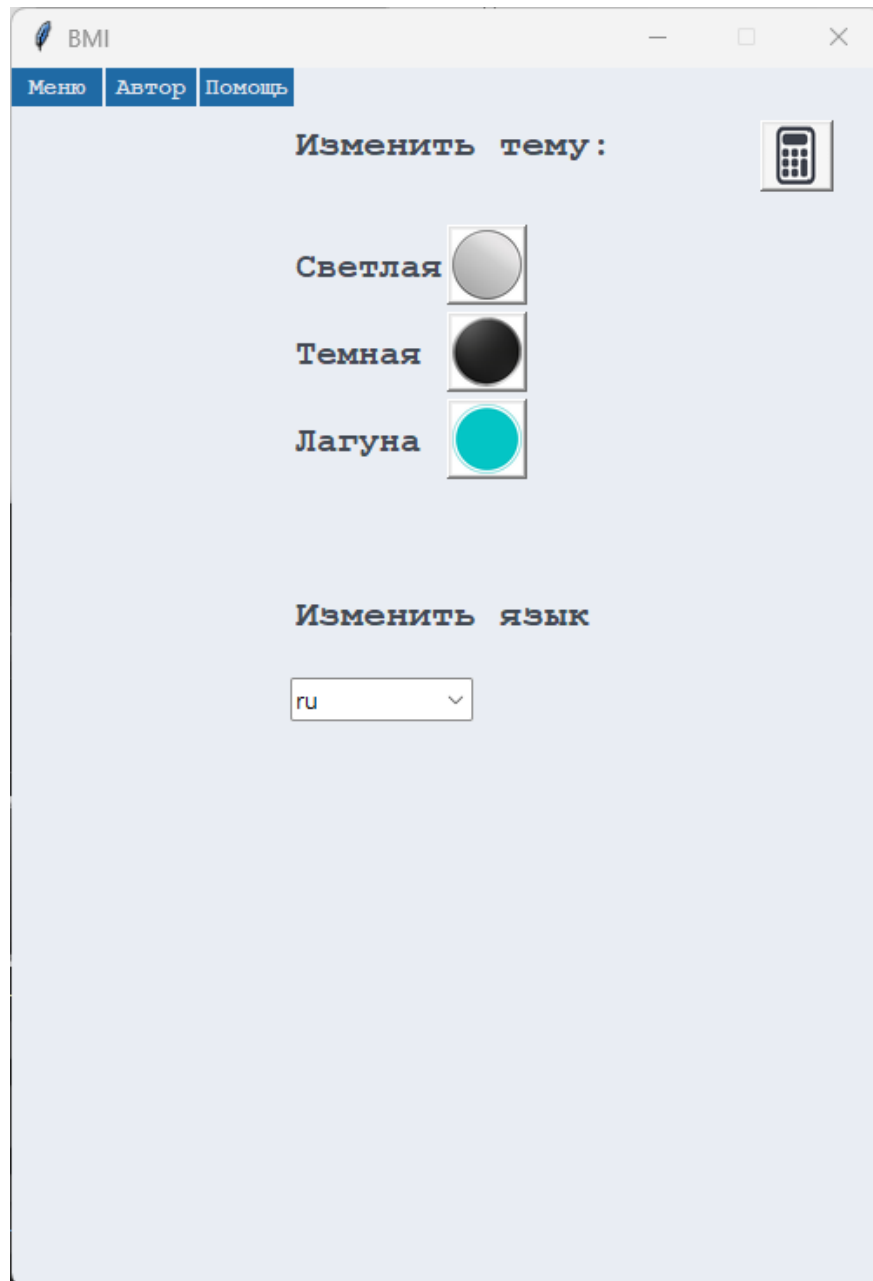 BMI
Меню Автор Помощь
Изменить тему:
Светлая
Темная
Лагуна
Изменить язык
ru